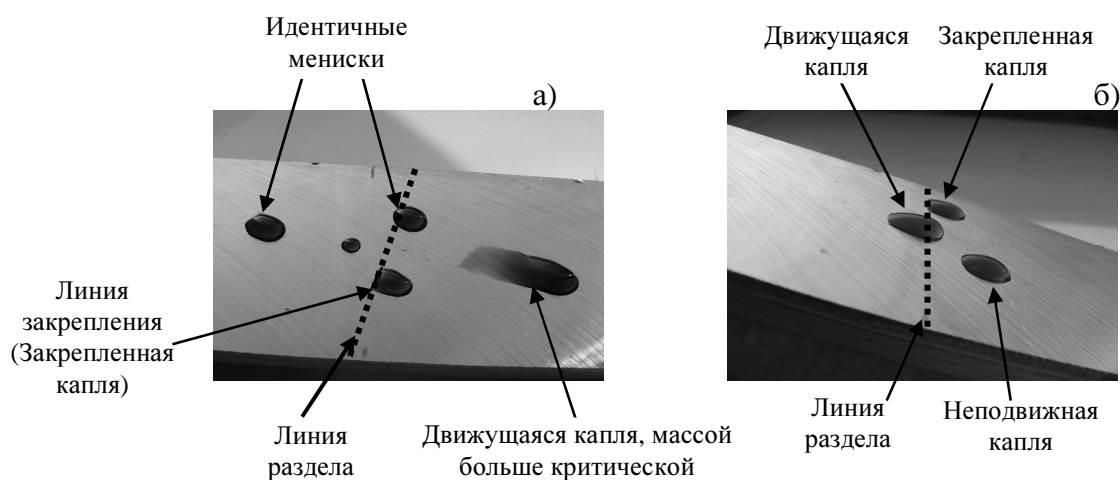 Идентичные
мениски
а)
Линия
закрепления
(Закрепленная
капля)
Линия
раздела
Движущаяся капля, массой
больше критической
Движущаяся
капля
Закрепленная
капля
б)
Линия
раздела
Неподвижная
капля